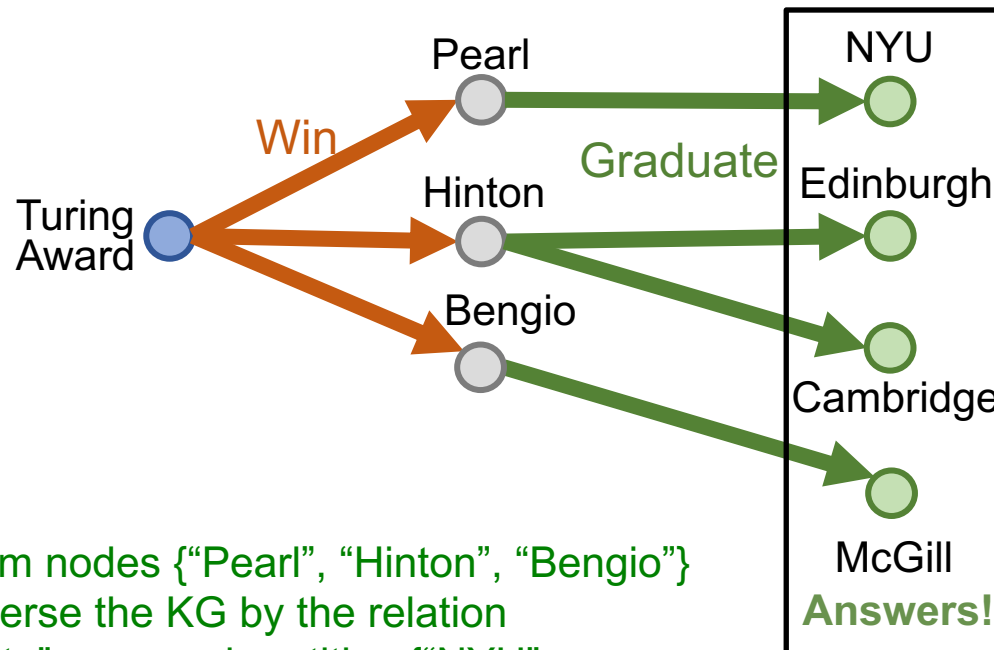 Pearl
NYU
Win
Graduate
Hinton
Edinburgh
Turing
Award
Bengio
Cambridge
McGill
Answers!
nodes {“Pearl”, “Hinton”, “Bengio”}
the KG by the relation